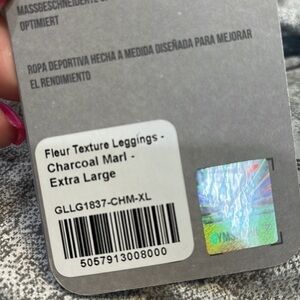 MASSGESCHNEIDERTE
OPTIMIERT
ROPA DEPORTIVA HECHA A MEDIDA DISEÑADA PARA MEJORAR
EL RENDIMIENTO
Fleur Texture Leggings -
Charcoal Marl -
Extra Large
GLLG1837-CHM-XL
5057913008000